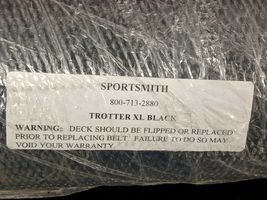 SPORTSMITH
800-713-2880
TROTTER XL BLACK
WARNING: DECK SHOULD BE FLIPPED OR REPLACED
PRIOR TO REPLACING BELT. FAILURE TO DO SO MAY
VOID YOUR WARRANTY.